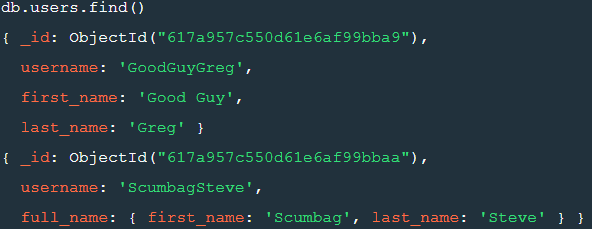 db.users.find()
{ _id: ObjectId("617a957c550d61e6af99bba9"),
username: 'GoodGuyGreg',
first_name: 'Good Guy',
last_name: 'Greg' }
{ _id: ObjectId("617a957c550d61e6af99bbaa"),
username: 'ScumbagSteve',
full_name: { first_name: 'Scumbag', last_name: 'Steve' } }